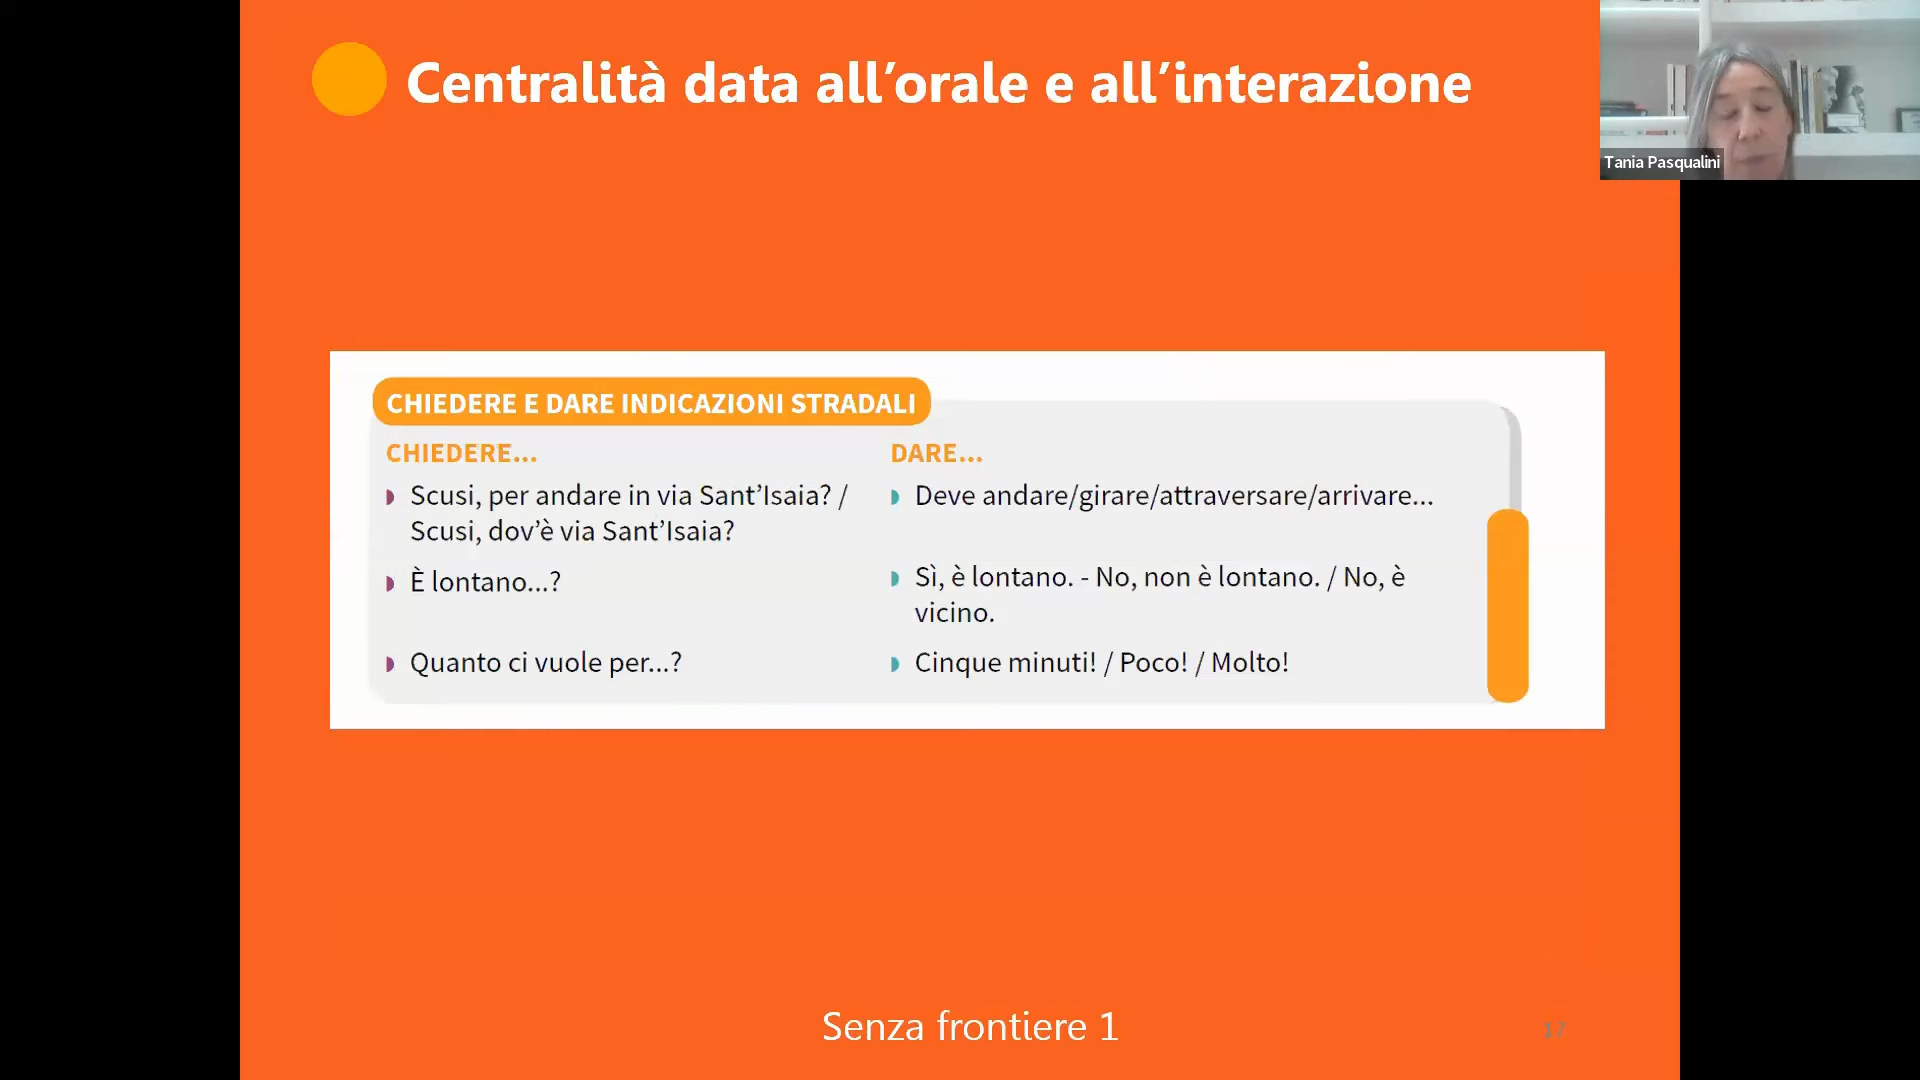 Centralità data all’orale e all’interazione
Tania Pasqualini
CHIEDERE E DARE INDICAZIONI STRADALI
CHIEDERE...
Scusi, per andare in via Sant’Isaia? /
Scusi, dov’è via Sant’Isaia?
È lontano...?
Quanto ci vuole per...?
DARE...
Deve andare/girare/attraversare/arrivare...
Sì, è lontano. - No, non è lontano. / No, è
vicino.
Cinque minuti! / Poco! / Molto!
Senza frontiere 1
17